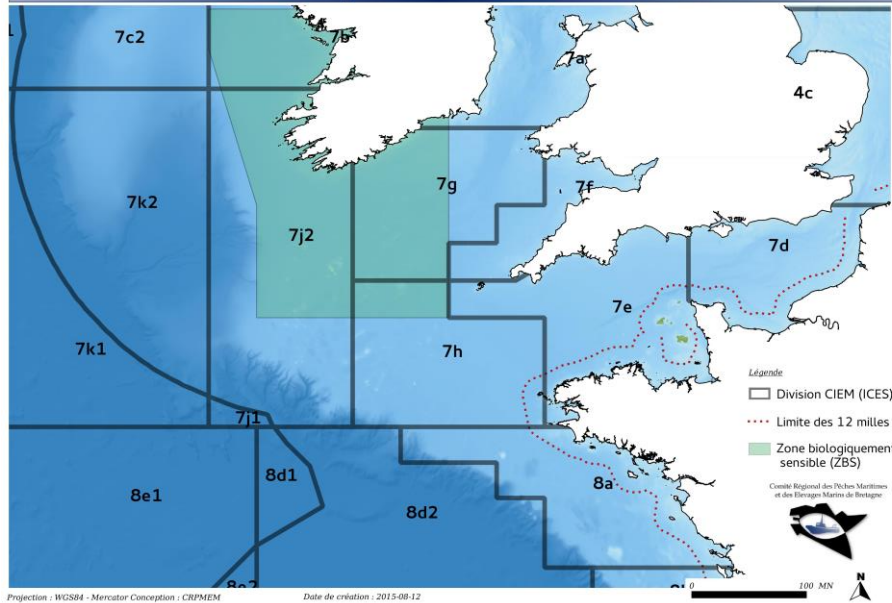 7c2
7b
7a
4c
7k2
7g
7f
7j2
7d
7e
7k1
7h
7j1
8e1
8d1
8d2
8a
Légende
Division CIEM (ICES)
Limite des 12 milles
Zone biologiquement
sensible (ZBS)
Comité Régional des Pêches Maritimes
et des Elevages Marins de Bretagne
N
0 100 MN
Projection : WGS84 - Mercator Conception : CRPMEM Date de création : 2015-08-12